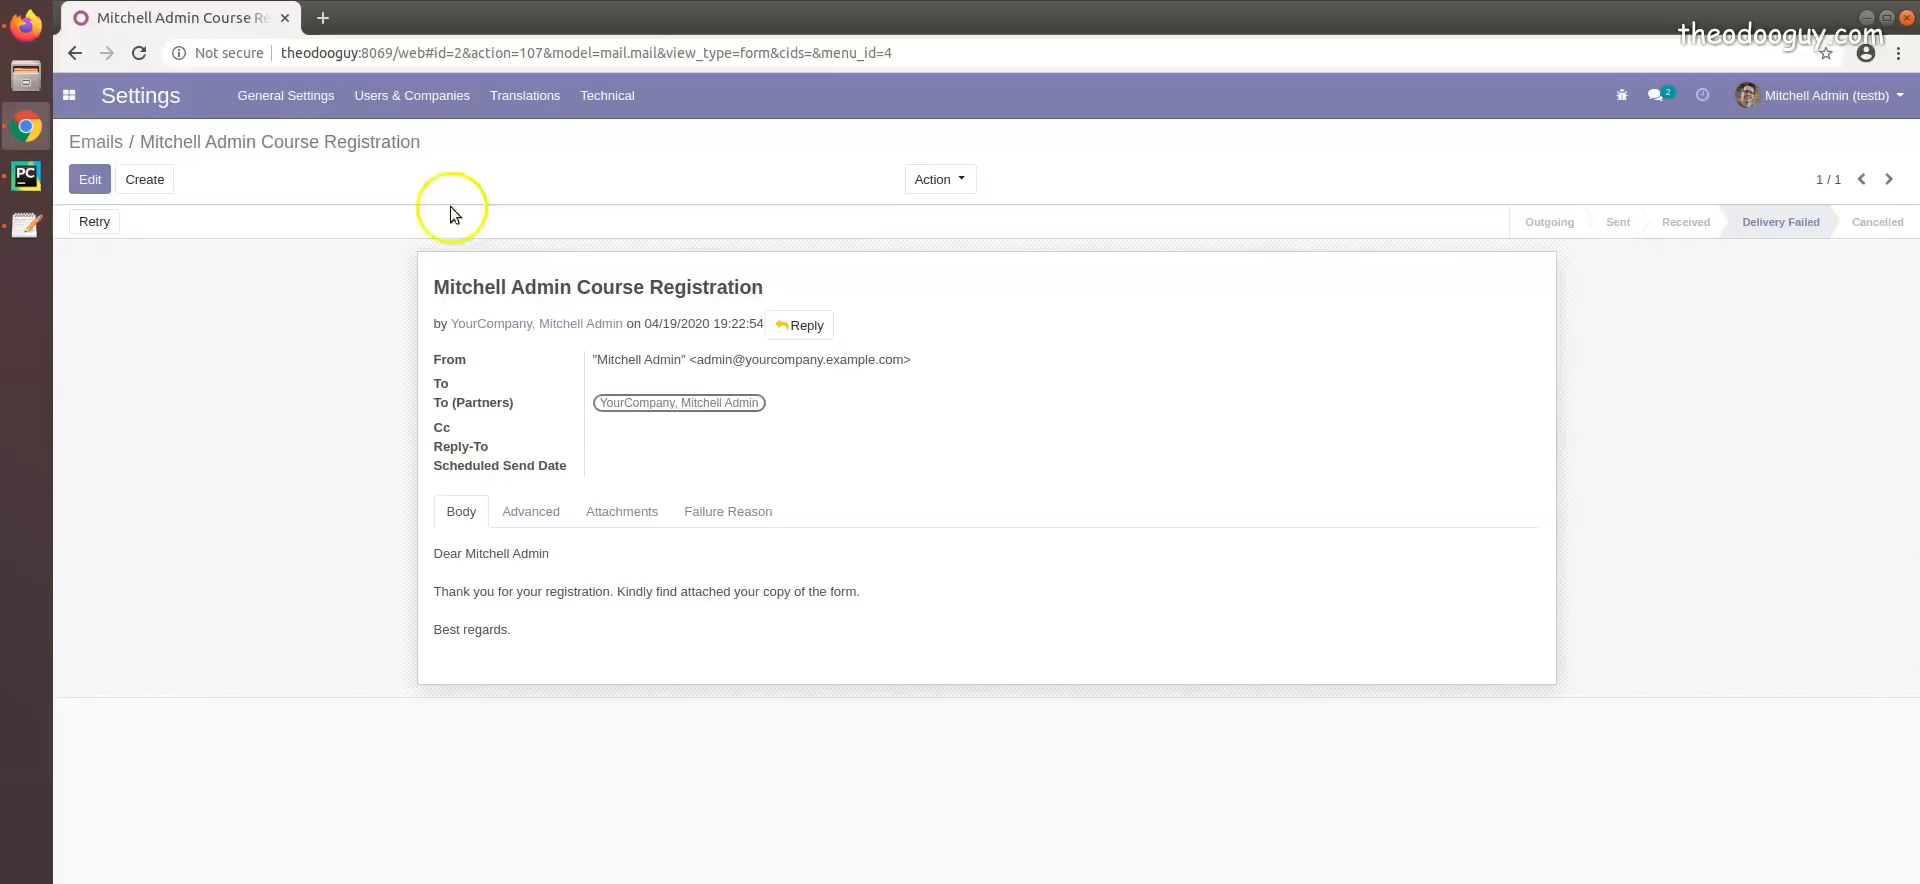 Mitchell Admin Course Re
theodooguy.com
Not secure
theodooguy:8069/web#id=2&action=107&model=mail.mail&view_type=form&cids=&menu_id=4
Settings
General Settings
Users & Companies
Translations
Technical
2
Mitchell Admin (testb)
Emails / Mitchell Admin Course Registration
Edit
Create
Action
1 / 1
Retry
Outgoing
Sent
Received
Delivery Failed
Cancelled
Mitchell Admin Course Registration
by YourCompany, Mitchell Admin on 04/19/2020 19:22:54
Reply
From
"Mitchell Admin" <admin@yourcompany.example.com>
To
To (Partners)
YourCompany, Mitchell Admin
Cc
Reply-To
Scheduled Send Date
Body
Advanced
Attachments
Failure Reason
Dear Mitchell Admin
Thank you for your registration. Kindly find attached your copy of the form.
Best regards.
PC